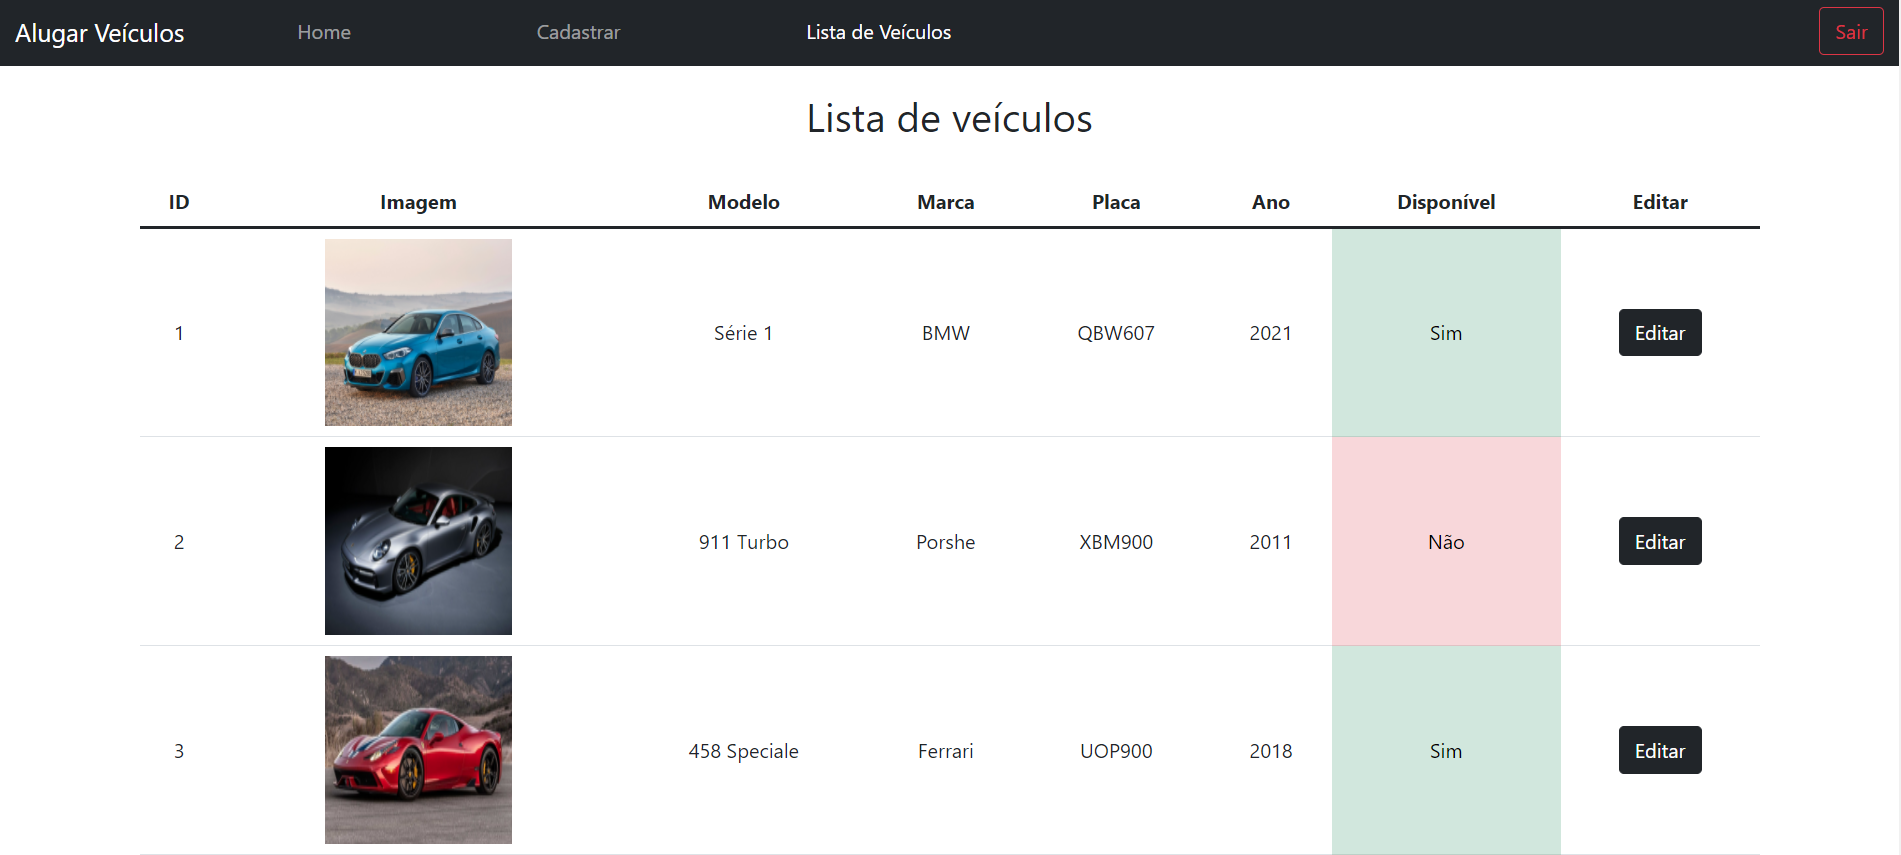 Alugar Veículos Home Cadastrar Lista de Veículos Sair
Lista de veículos
ID Imagem Modelo Marca Placa Ano Disponível Editar
1 Série 1 BMW QBW607 2021 Sim Editar
2 911 Turbo Porshe XBM900 2011 Não Editar
3 458 Speciale Ferrari UOP900 2018 Sim Editar